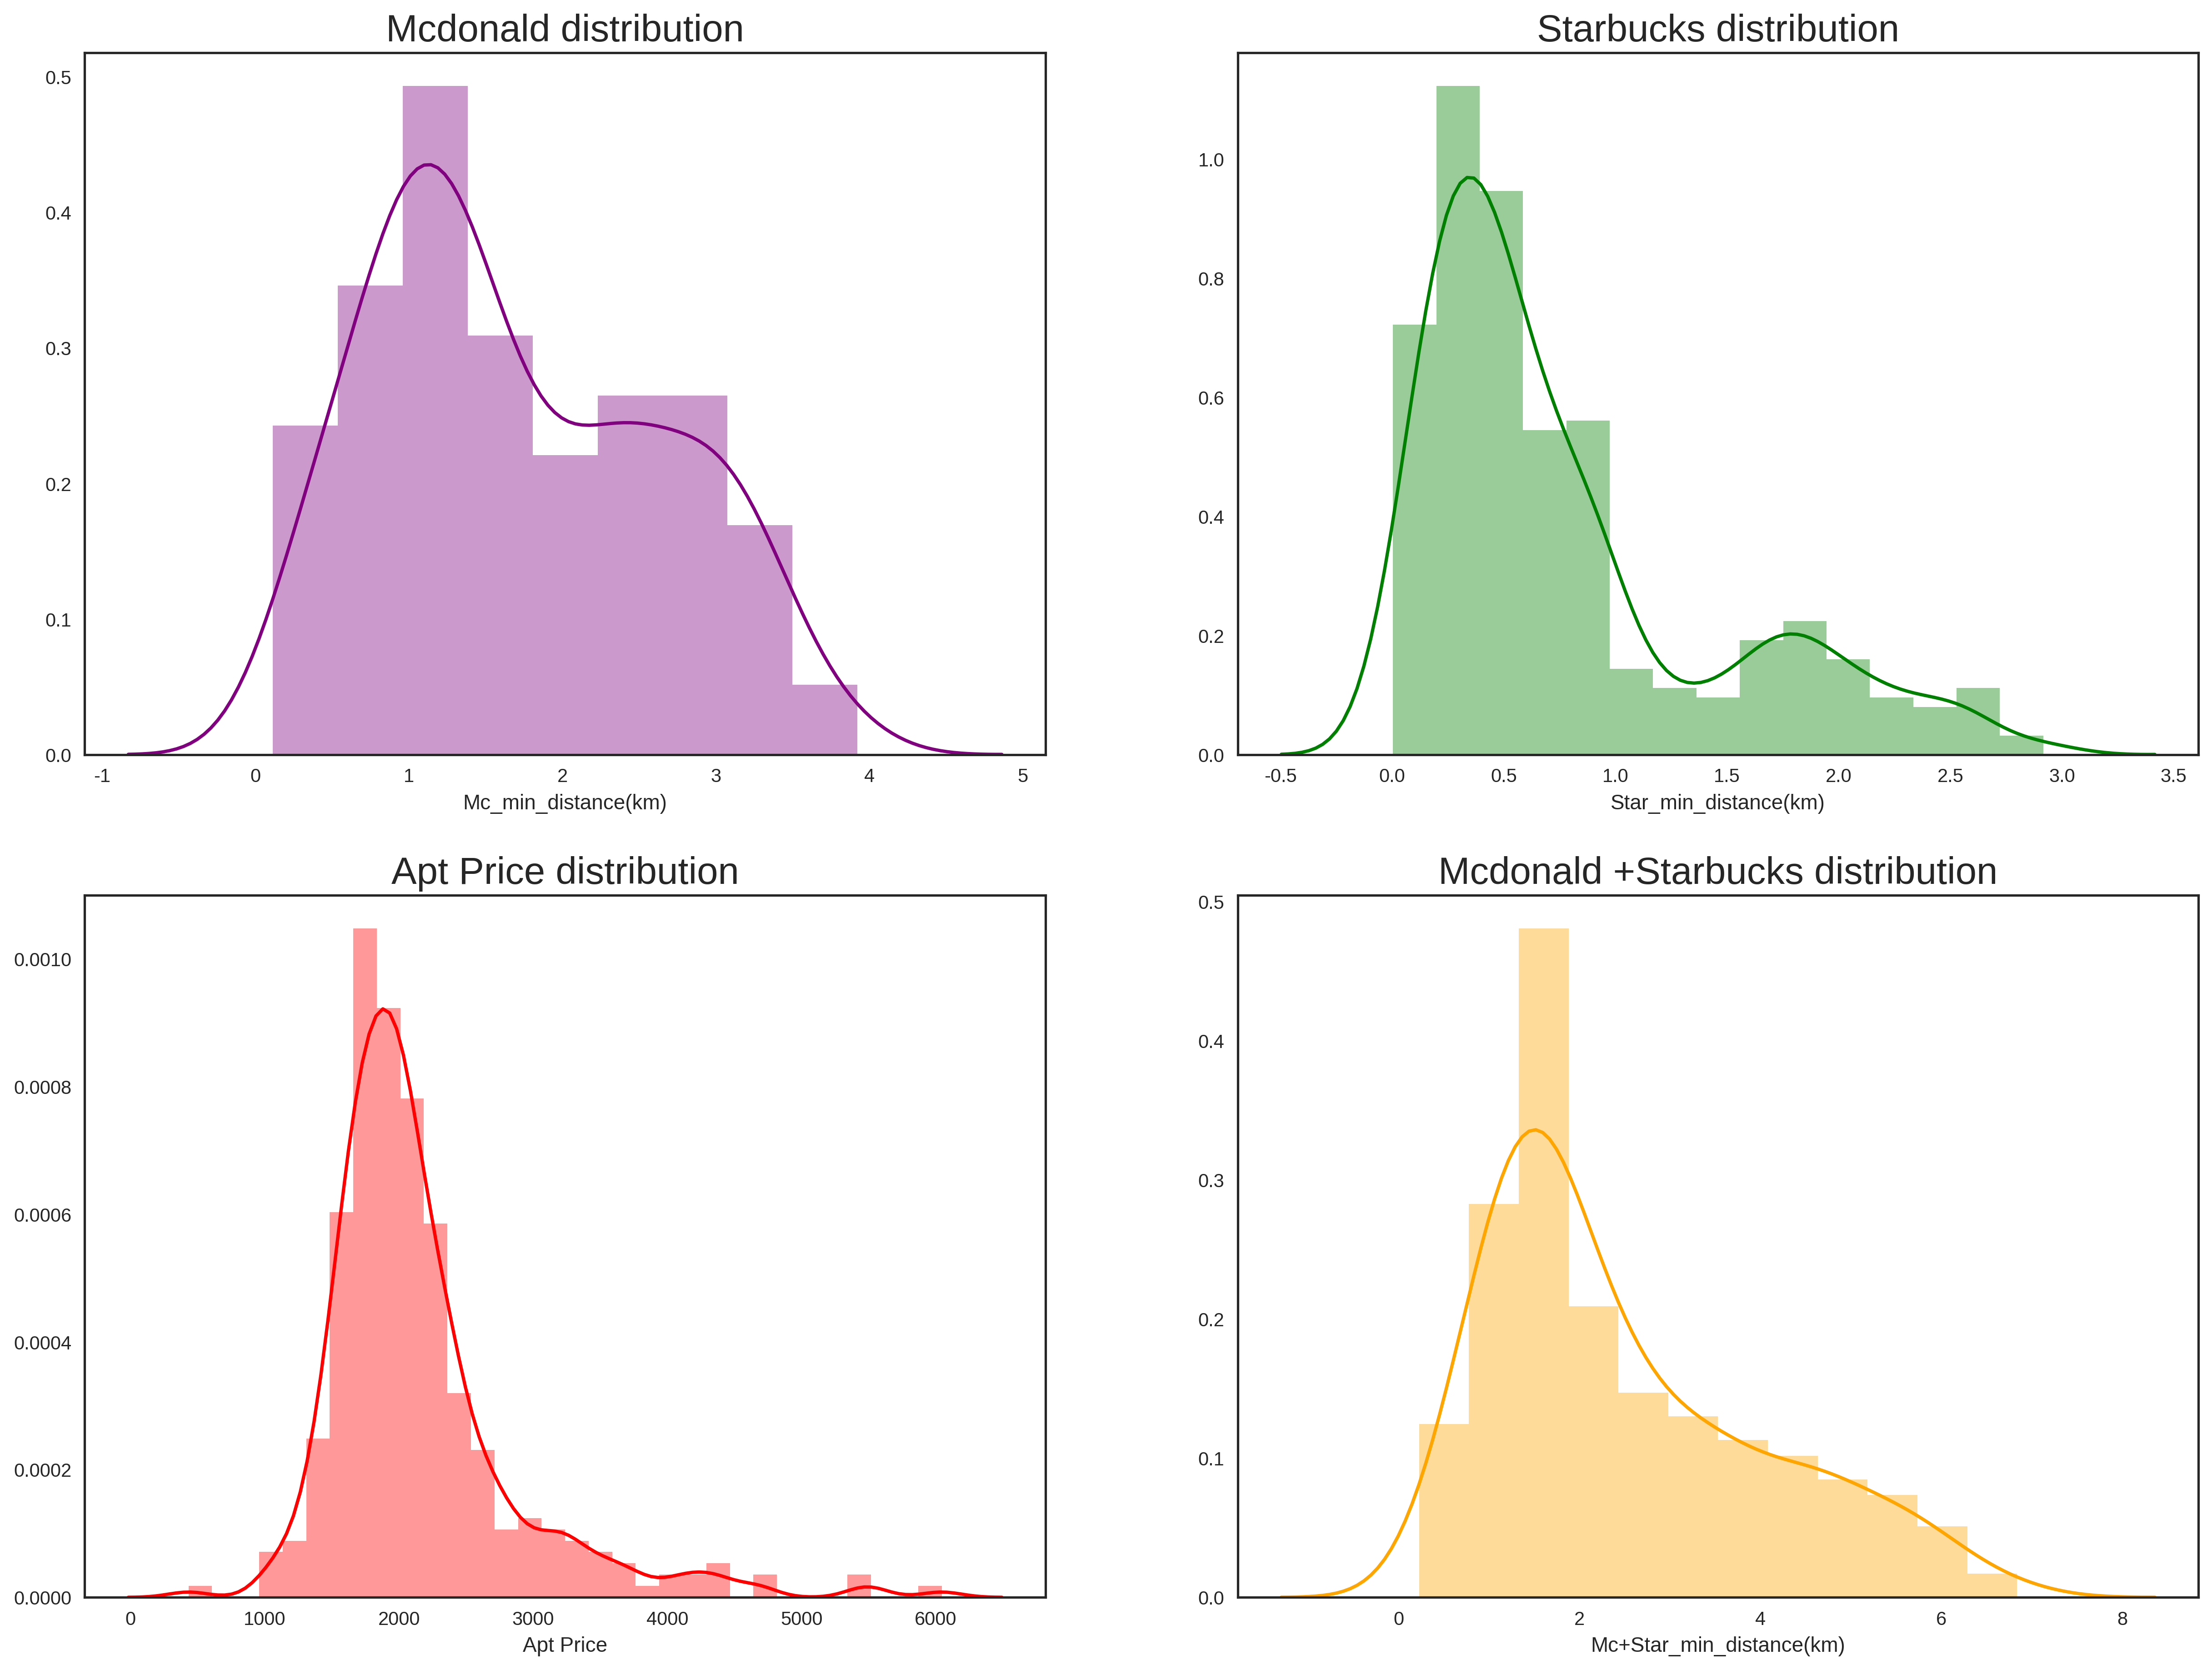 Mcdonald distribution
0.5
0.4
0.3
0.2
0.1
0.0
-1 0 1 2 3 4 5
Mc_min_distance(km)
Starbucks distribution
1.0
0.8
0.6
0.4
0.2
0.0
-0.5 0.0 0.5 1.0 1.5 2.0 2.5 3.0 3.5
Star_min_distance(km)
Apt Price distribution
0.0010
0.0008
0.0006
0.0004
0.0002
0.0000
0 1000 2000 3000 4000 5000 6000
Apt Price
Mcdonald +Starbucks distribution
0.5
0.4
0.3
0.2
0.1
0.0
0 2 4 6 8
Mc+Star_min_distance(km)